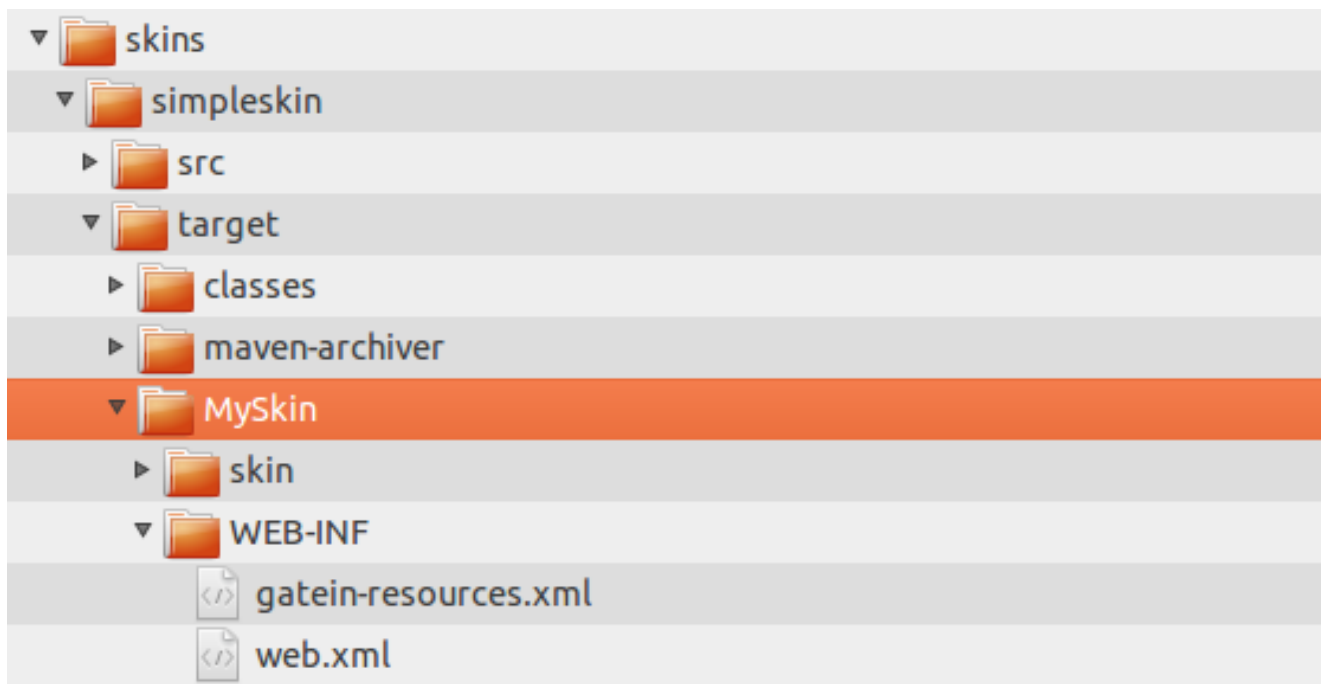 skins
simpleskin
src
target
classes
maven-archiver
MySkin
skin
WEB-INF
gatein-resources.xml
web.xml